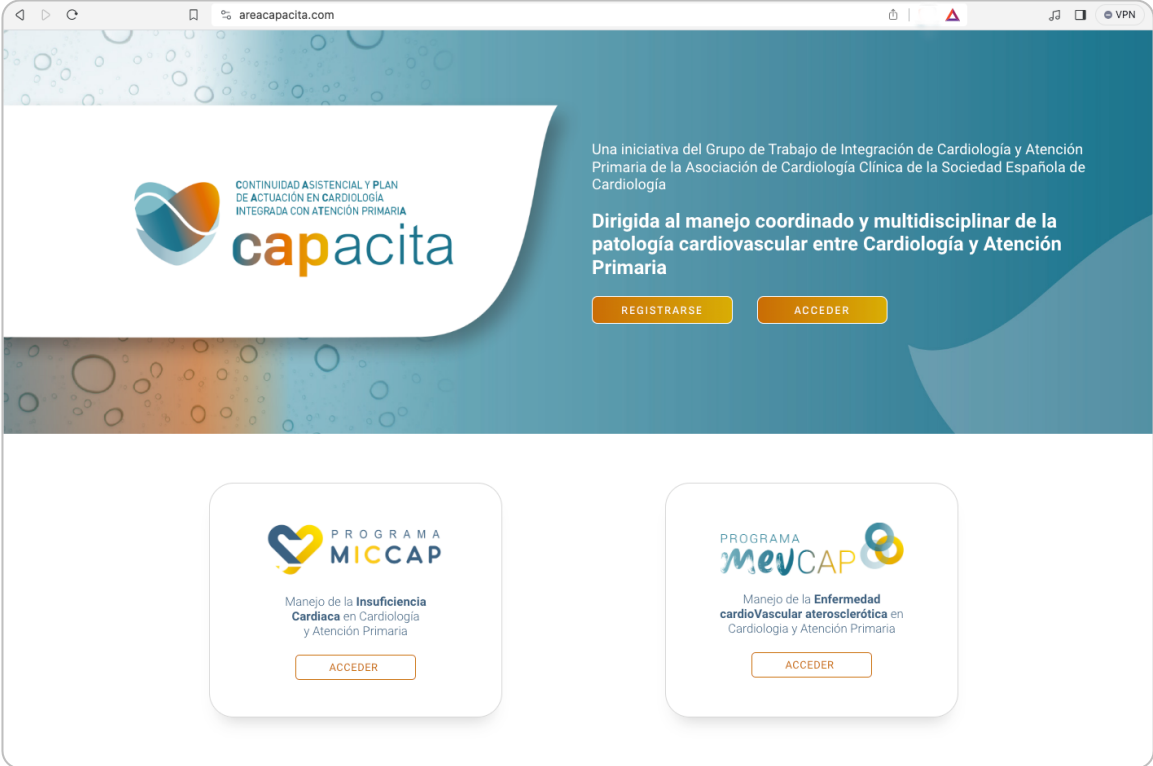 areacapacita.com
VPN
CONTINUIDAD ASISTENCIAL Y PLAN
DE ACTUACIÓN EN CARDIOLOGÍA
INTEGRADA CON ATENCIÓN PRIMARIA
capacita
Una iniciativa del Grupo de Trabajo de Integración de Cardiología y Atención
Primaria de la Asociación de Cardiología Clínica de la Sociedad Española de
Cardiología
Dirigida al manejo coordinado y multidisciplinar de la
patología cardiovascular entre Cardiología y Atención
Primaria
REGISTRARSE
ACCEDER
PROGRAMA
MICCAP
Manejo de la Insuficiencia
Cardiaca en Cardiología
y Atención Primaria
ACCEDER
PROGRAMA
mevCAP
Manejo de la Enfermedad
cardioVascular aterosclerótica en
Cardiologia y Atención Primaria
ACCEDER